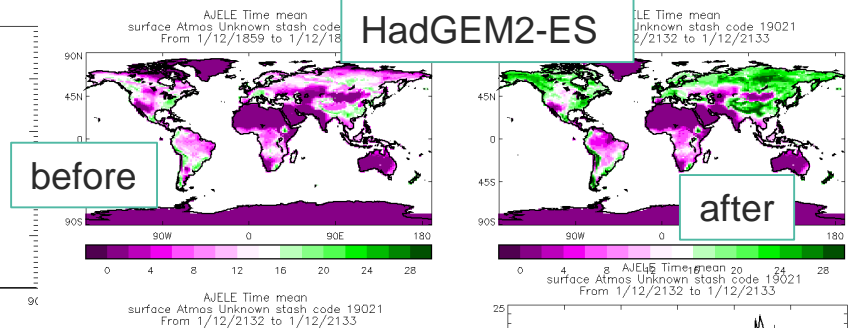 HadGEM2-ES
AJELE Time mean
surface Atmos Unknown stash code
From 1/12/1859 to 1/12/18
90N
45N
0
90S
90W 0 90E 180
0 4 8 12 16 20 24 28
before
AJELE Time mean
Unknown stash code 19021
2/2132 to 1/12/2133
90N
45N
0
45S
90S
90W 0 180
0 4 8 12 16 20 24 28
after
AJELE Time mean
surface Atmos Unknown stash code 19021
From 1/12/2132 to 1/12/2133
AJELE Time mean
surface Atmos Unknown stash code 19021
From 1/12/2132 to 1/12/2133
25